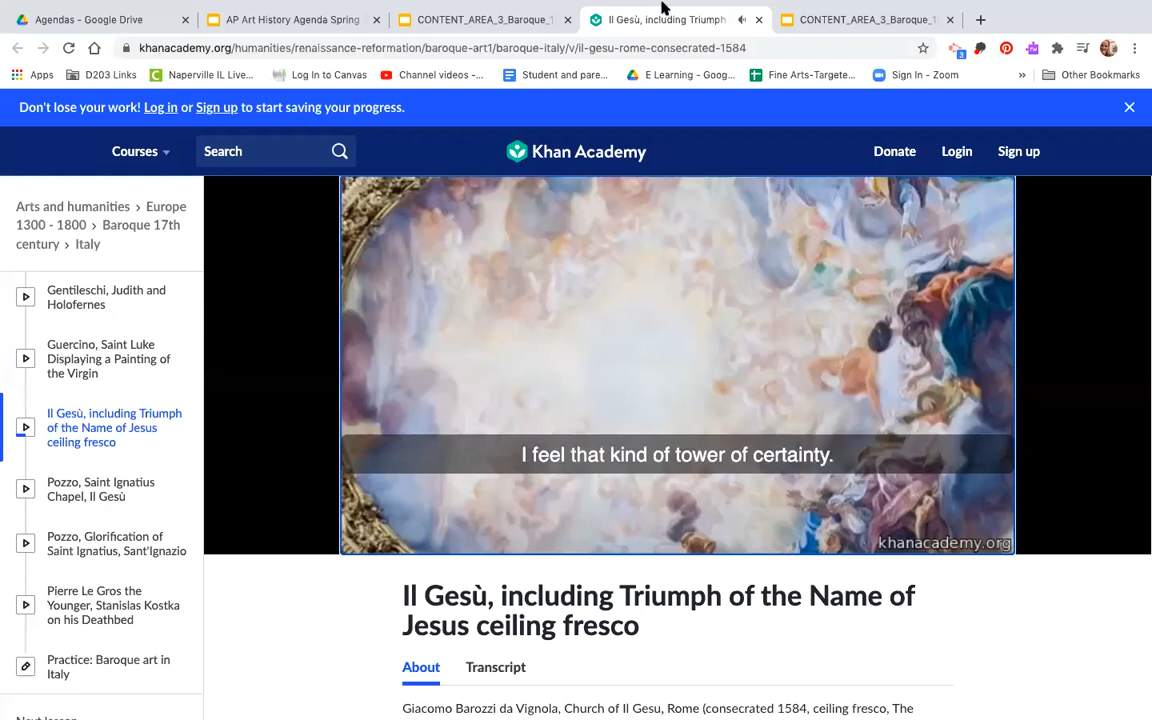 Agendas – Google Drive
AP Art History Agenda Spring
CONTENT_AREA_3_Baroque_1
Il Gesù, including Triumph
CONTENT_AREA_3_Baroque_1
khanacademy.org/humanities/renaissance-reformation/baroque-art1/baroque-italy/v/il-gesu-rome-consecrated-1584
3
Apps
D203 Links
Naperville IL Live...
Log In to Canvas
Channel videos -...
Student and pare...
E Learning - Goog...
Fine Arts-Targete...
Sign In - Zoom
»
Other Bookmarks
Don't lose your work! Log in or Sign up to start saving your progress.
Courses
Search
Khan Academy
Donate
Login
Sign up
Arts and humanities > Europe
1300 - 1800 > Baroque 17th
century > Italy
Gentileschi, Judith and
Holofernes
Guercino, Saint Luke
Displaying a Painting of
the Virgin
Il Gesù, including Triumph
of the Name of Jesus
ceiling fresco
Pozzo, Saint Ignatius
Chapel, Il Gesù
Pozzo, Glorification of
Saint Ignatius, Sant'Ignazio
Pierre Le Gros the
Younger, Stanislas Kostka
on his Deathbed
Practice: Baroque art in
Italy
I feel that kind of tower of certainty.
khanacademy.org
Il Gesù, including Triumph of the Name of
Jesus ceiling fresco
About
Transcript
Giacomo Barozzi da Vignola, Church of Il Gesu, Rome (consecrated 1584, ceiling fresco, The